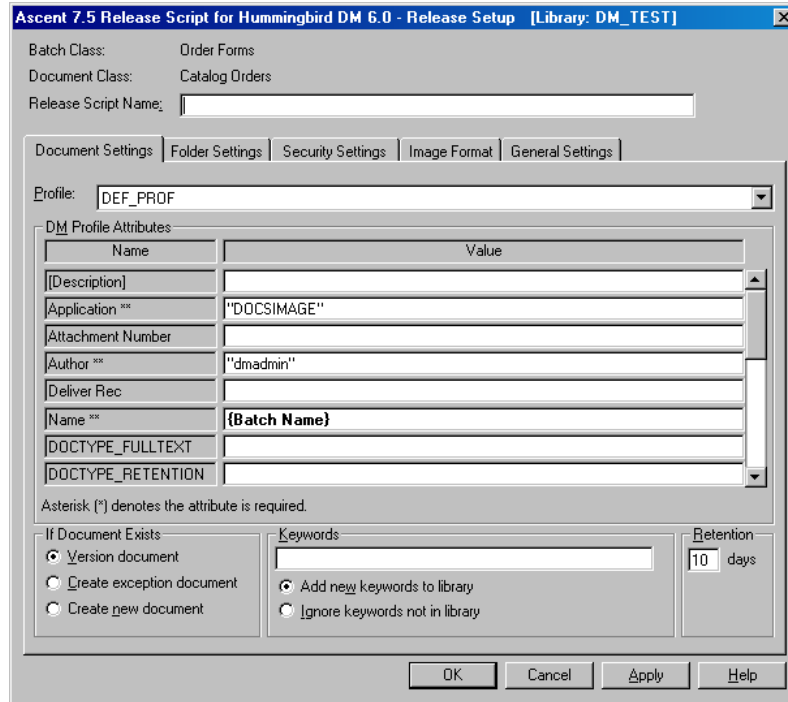 Ascent 7.5 Release Script for Hummingbird DM 6.0 - Release Setup [Library: DM_TEST]
Batch Class: Order Forms
Document Class: Catalog Orders
Release Script Name:
Document Settings Folder Settings Security Settings Image Format General Settings
Profile: DEF_PROF
DM Profile Attributes
Name Value
[Description]
Application ** "DOCSIMAGE"
Attachment Number
Author ** "dmadmin"
Deliver Rec
Name ** {Batch Name}
DOCTYPE_FULLTEXT
DOCTYPE_RETENTION
Asterisk (*) denotes the attribute is required.
If Document Exists Keywords Retention
Version document 10 days
Create exception document Add new keywords to library
Create new document Ignore keywords not in library
OK Cancel Apply Help